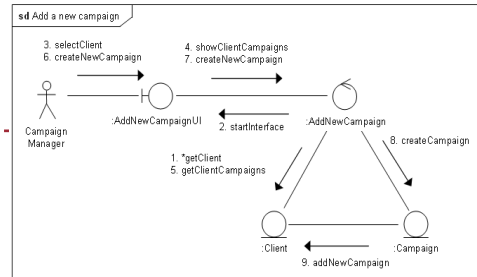 sd Add a new campaign
3. selectClient
6. createNewCampaign
4. showClientCampaigns
7. createNewCampaign
:AddNewCampaignUI
2. startInterface
:AddNewCampaign
Campaign
Manager
8. createCampaign
1. *getClient
5. getClientCampaigns
:Client
:Campaign
9. addNewCampaign